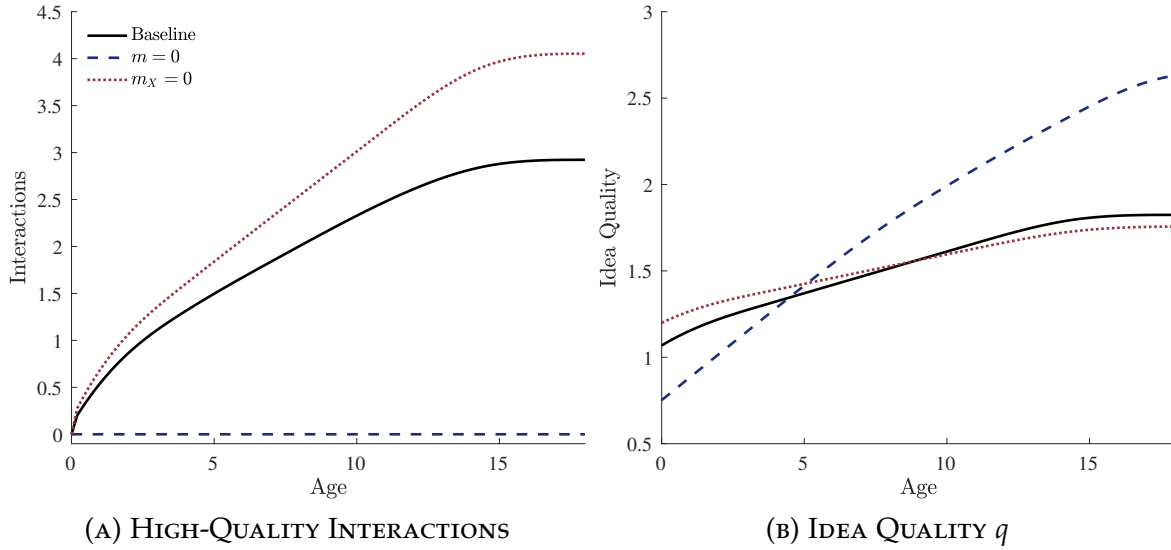 4.5
4
3.5
3
2.5
2
1.5
1
0.5
0
Interactions
Baseline
m = 0
m_X = 0
0 5 10 15
Age
(A) HIGH-QUALITY INTERACTIONS
3
2.5
2
1.5
1
0.5
Idea Quality
0 5 10 15
Age
(B) IDEA QUALITY q